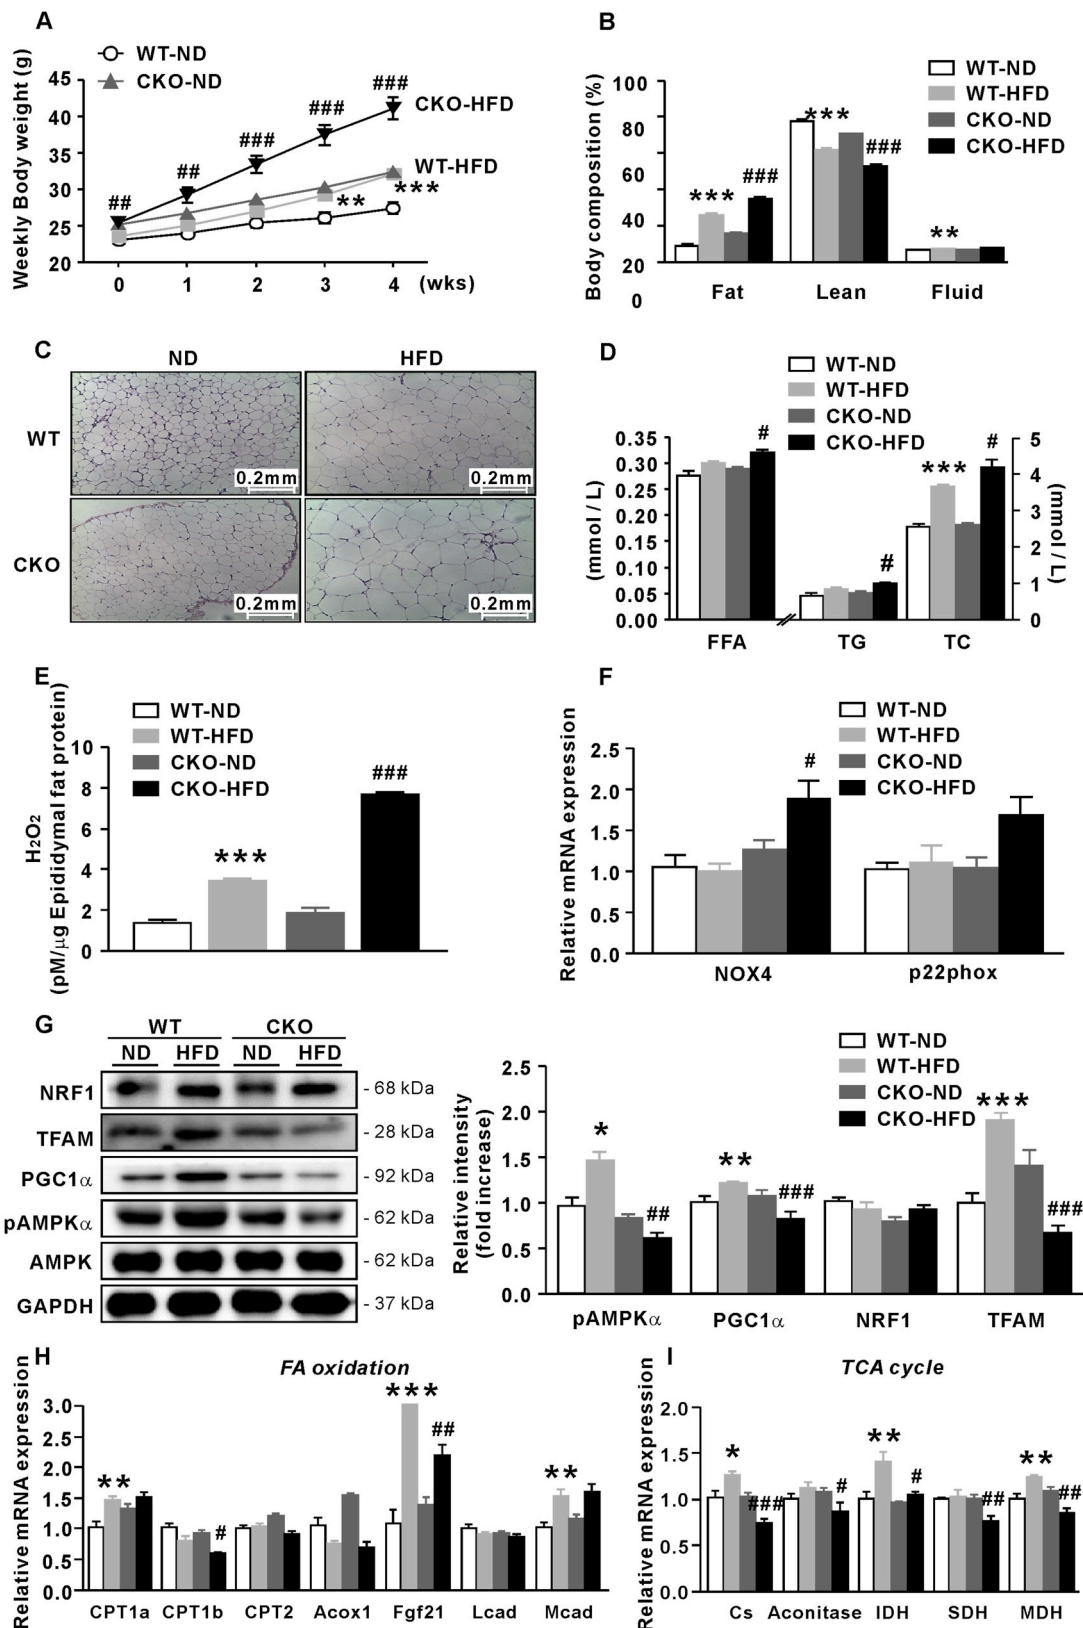 A
Weekly Body weight (g)
WT-ND
CKO-ND
45
40
35
30
25
20
##
##
###
###
###
CKO-HFD
WT-HFD
**
***
0 1 2 3 4 (wks)
B
Body composition (%)
WT-ND
WT-HFD
CKO-ND
CKO-HFD
100
80
60
40
20
0
***
###
***
###
**
Fat Lean Fluid
C
ND HFD
WT
CKO
0.2mm
0.2mm
0.2mm
0.2mm
D
WT-ND
WT-HFD
CKO-ND
CKO-HFD
(mmol / L)
0.35
0.30
0.25
0.20
0.15
0.10
0.05
0.00
#
#
***
#
5
4
3
2
1
0
(mmol / L)
FFA TG TC
E
WT-ND
WT-HFD
CKO-ND
CKO-HFD
H2O2
(pM/μg Epididymal fat protein)
10
8
6
4
2
0
***
###
F
WT-ND
WT-HFD
CKO-ND
CKO-HFD
Relative mRNA expression
2.5
2.0
1.5
1.0
0.5
0.0
#
NOX4 p22phox
G
WT CKO
ND HFD ND HFD
NRF1 - 68 kDa
TFAM - 28 kDa
PGC1α - 92 kDa
pAMPKα - 62 kDa
AMPK - 62 kDa
GAPDH - 37 kDa
WT-ND
WT-HFD
CKO-ND
CKO-HFD
Relative intensity
(fold increase)
2.5
2.0
1.5
1.0
0.5
0.0
*
##
**
###
***
###
pAMPKα PGC1α NRF1 TFAM
H
FA oxidation
Relative mRNA expression
3.0
2.5
2.0
1.5
1.0
0.5
0.0
**
#
***
##
**
CPT1a CPT1b CPT2 Acox1 Fgf21 Lcad Mcad
I
TCA cycle
Relative mRNA expression
2.0
1.5
1.0
0.5
0.0
*
###
#
**
#
##
**
##
Cs Aconitase IDH SDH MDH